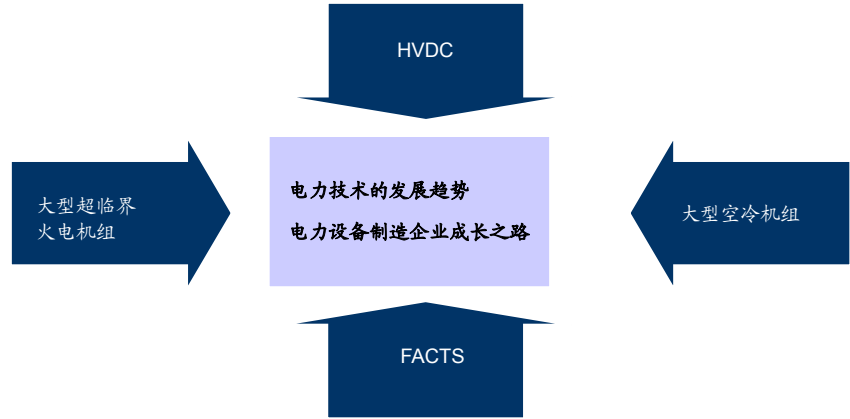 HVDC
大型超临界
火电机组
电力技术的发展趋势
电力设备制造企业成长之路
大型空冷机组
FACTS